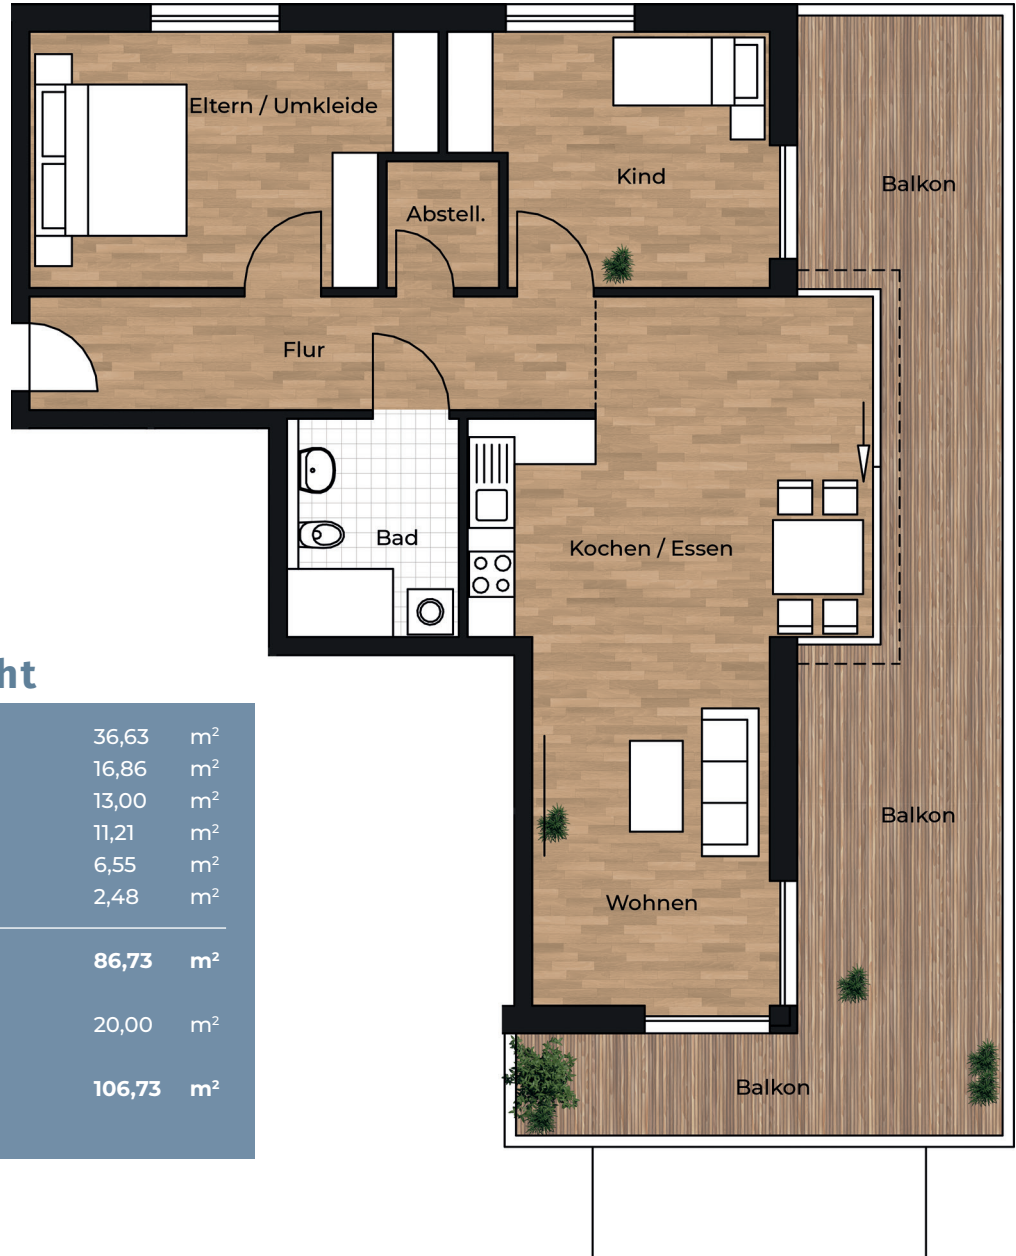 Eltern / Umkleide
Kind
Balkon
Abstell.
Flur
Bad
Kochen / Essen
Balkon
Wohnen
Balkon
ht
36,63 m²
16,86 m²
13,00 m²
11,21 m²
6,55 m²
2,48 m²
86,73 m²
20,00 m²
106,73 m²